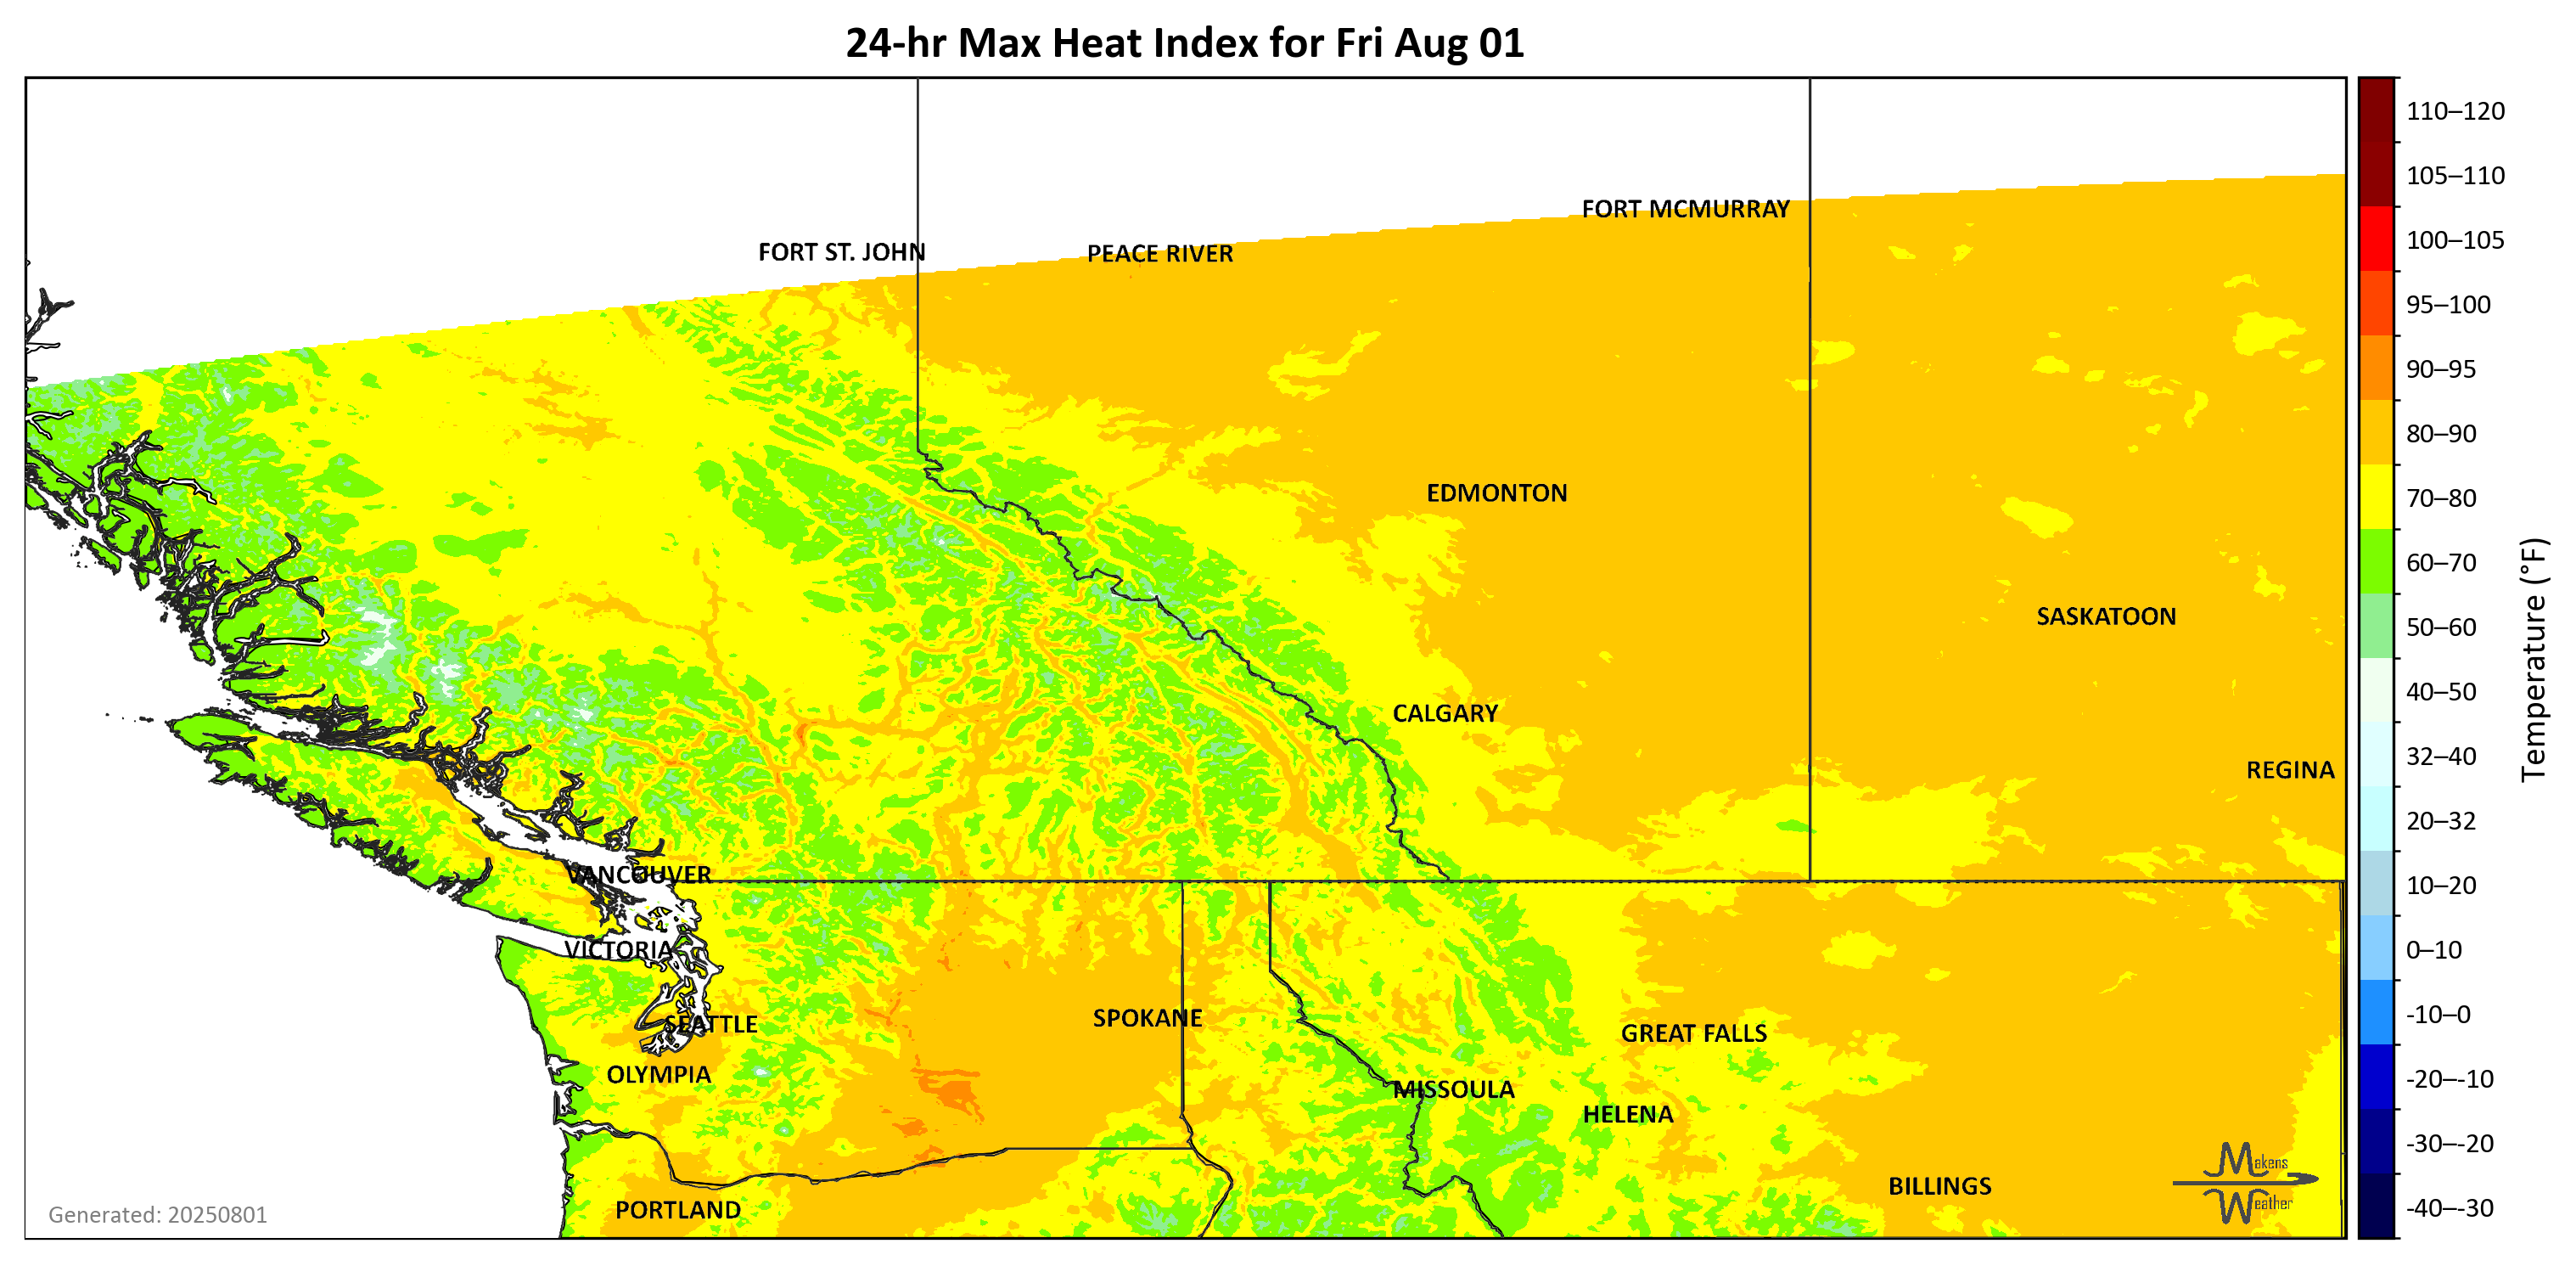 24-hr Max Heat Index for Fri Aug 01
FORT MCMURRAY
FORT ST. JOHN
PEACE RIVER
EDMONTON
SASKATOON
CALGARY
REGINA
VANCOUVER
VICTORIA
SEATTLE
SPOKANE
GREAT FALLS
OLYMPIA
MISSOULA
HELENA
BILLINGS
PORTLAND
Makens
Weather
Generated: 20250801
110–120
105–110
100–105
95–100
90–95
80–90
70–80
60–70
50–60
40–50
32–40
20–32
10–20
0–10
-10–0
-20–-10
-30–-20
-40–-30
Temperature (°F)